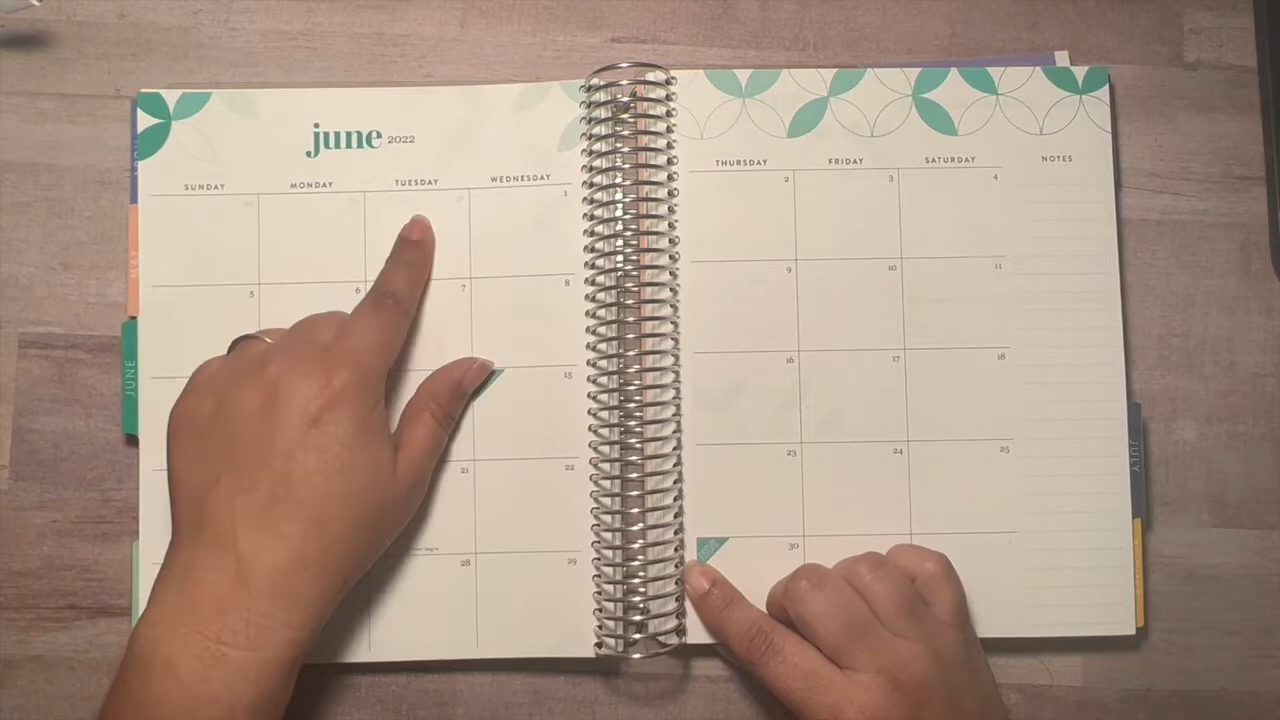 june 2022
SUNDAY MONDAY TUESDAY WEDNESDAY
THURSDAY FRIDAY SATURDAY NOTES
1
2 3 4
5 6 7 8
9 10 11
15
16 17 18
21 22
23 24 25
28 29
30
APRIL
MAY
JUNE
JULY